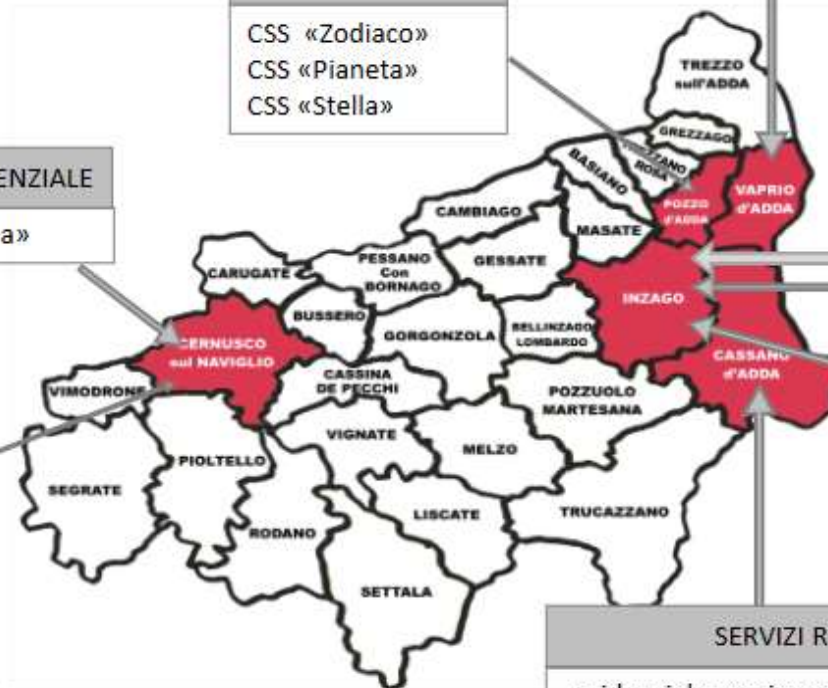 CSS «Zodiaco»
CSS «Pianeta»
CSS «Stella»
ENZIALE
a»
TREZZO
sull'ADDA
GREZZAGO
ZZANO
ROSA
BASIANO
POZZO
d'ADDA
VAPRIO
d'ADDA
CAMBIAGO
MASATE
PESSANO
Con
BORNAGO
GESSATE
CARUGATE
INZAGO
BUSSERO
GORGONZOLA
BELLINZAGO
LOMBARDO
CERNUSCO
sul NAVIGLIO
CASSANO
d'ADDA
CASSINA
DE PECCHI
VIMODRONE
POZZUOLO
MARTESANA
VIGNATE
MELZO
PIOLTELLO
SEGRATE
LISCATE
TRUCAZZANO
RODANO
SETTALA
SERVIZI R